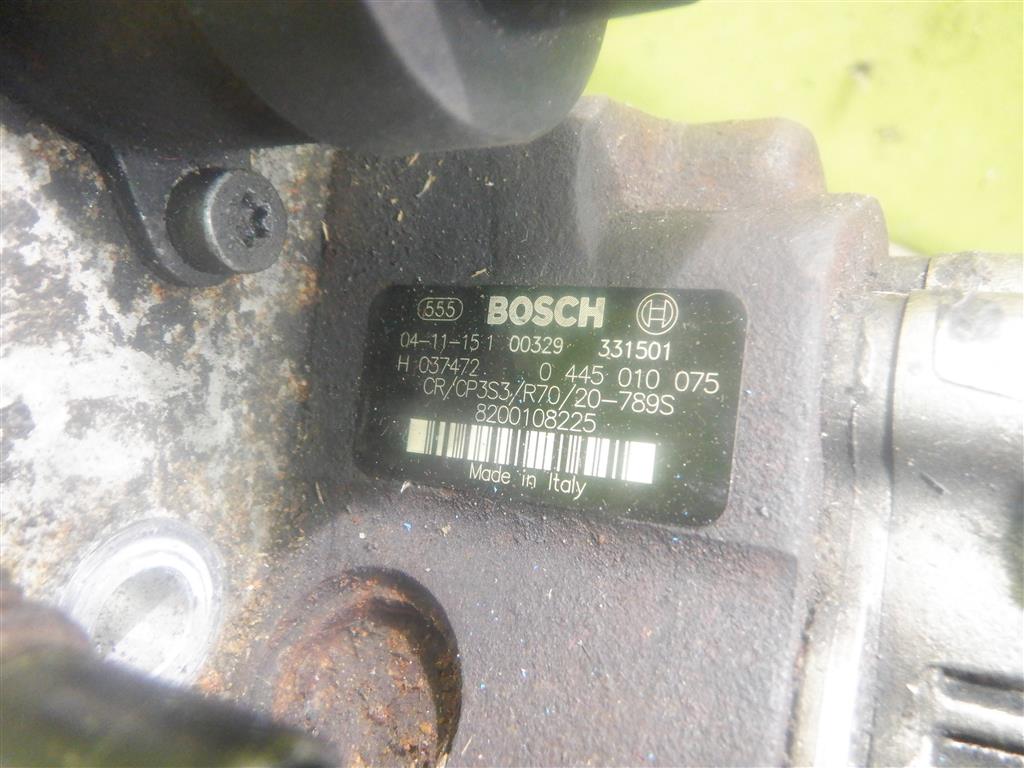 555 BOSCH H
04-11-15 1 00329 331501
H 037472 0 445 010 075
CR/CP3S3/R70/20-789S
8200108225
Made in Italy